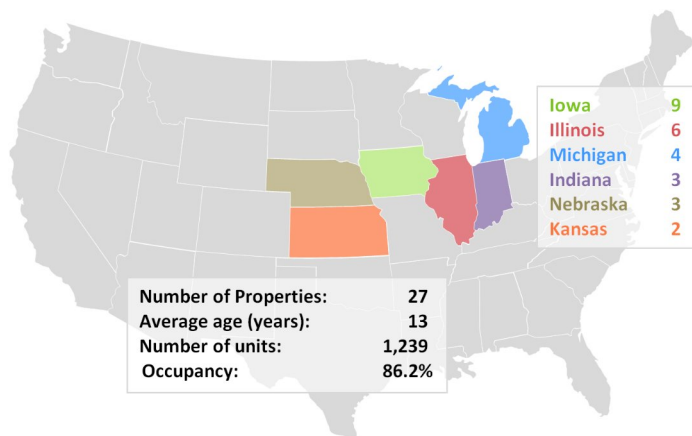 Iowa 9
Illinois 6
Michigan 4
Indiana 3
Nebraska 3
Kansas 2
Number of Properties: 27
Average age (years): 13
Number of units: 1,239
Occupancy: 86.2%